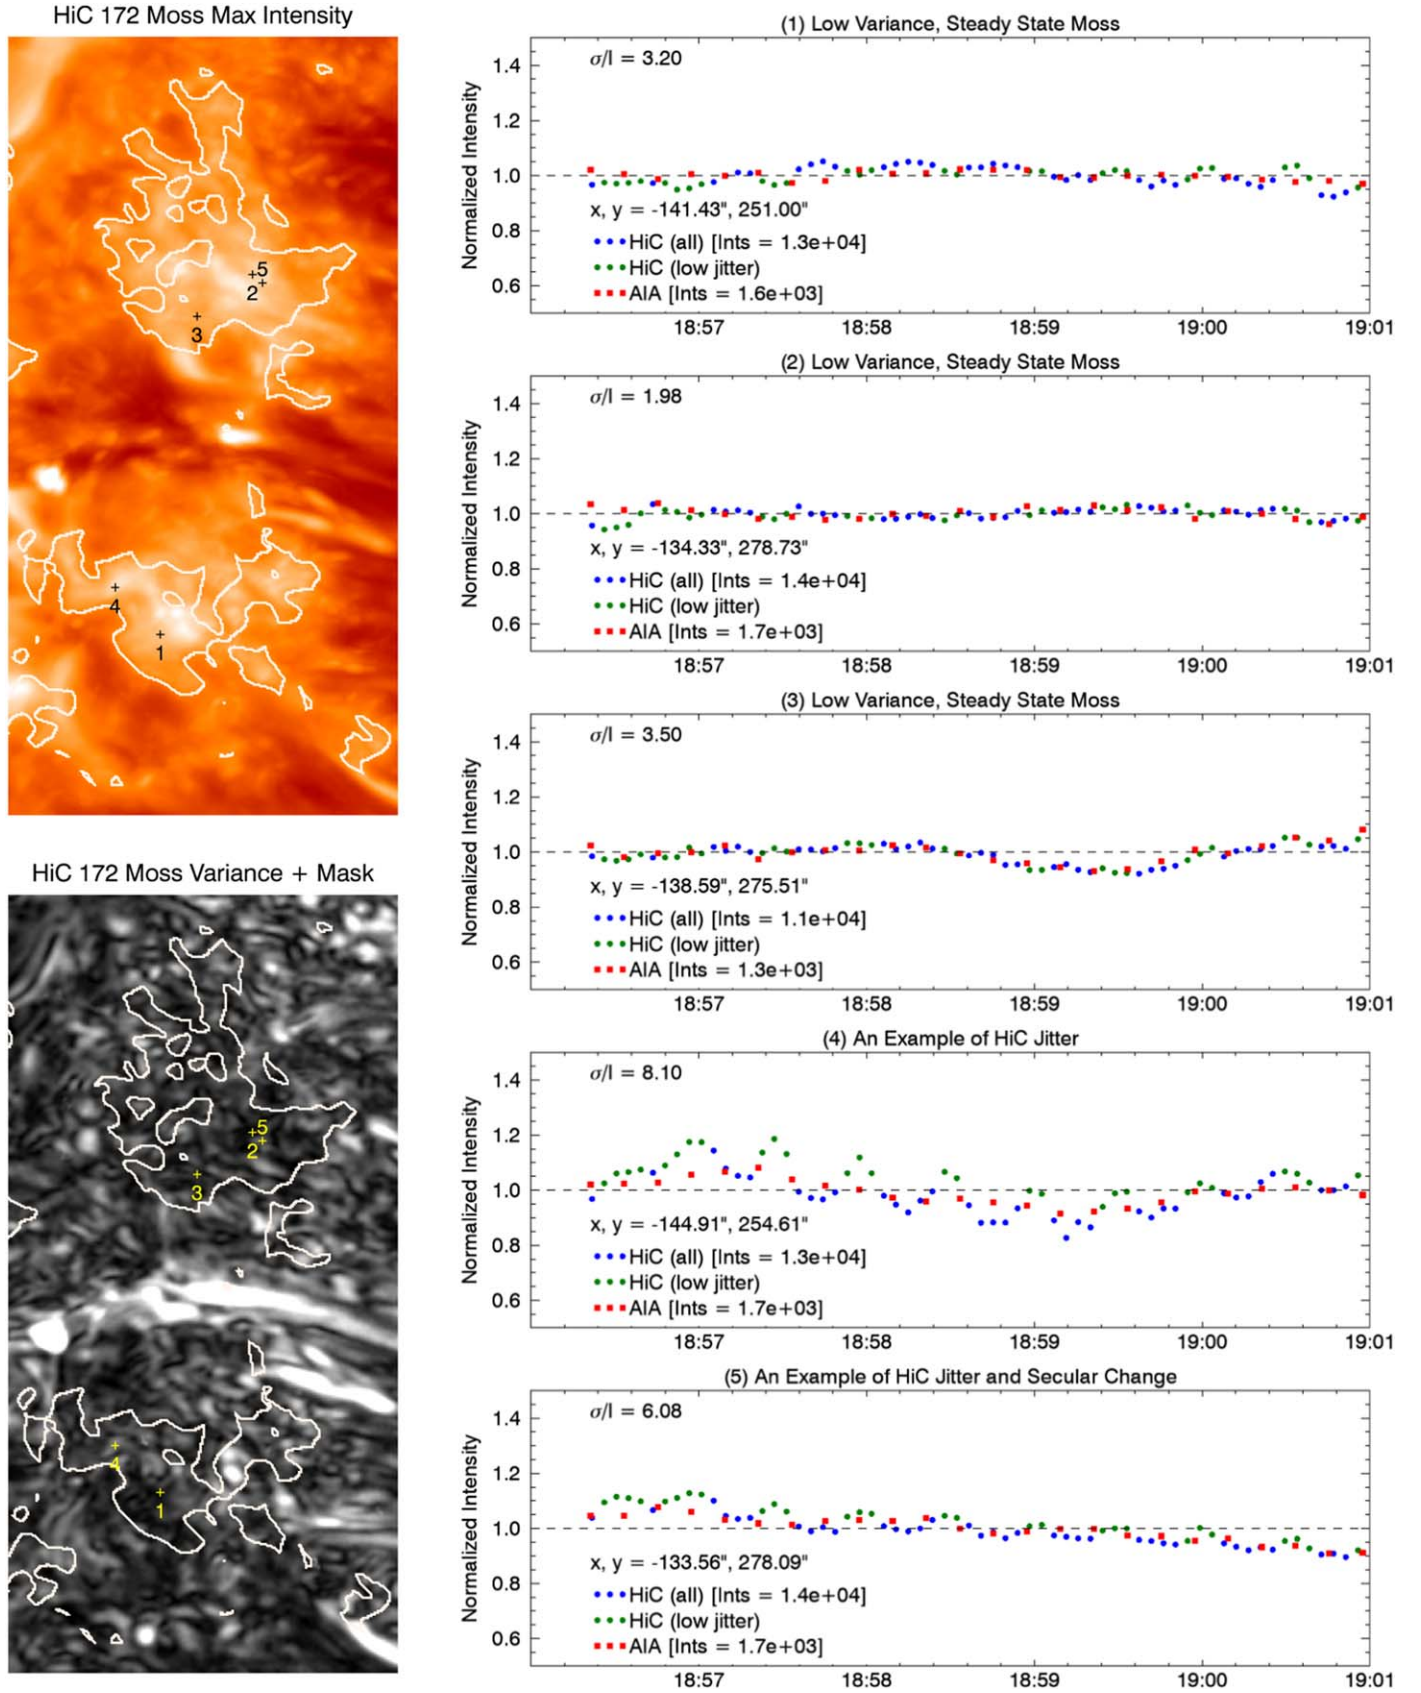 HiC 172 Moss Max Intensity
5
2
3
4
1
HiC 172 Moss Variance + Mask
5
2
3
4
1
(1) Low Variance, Steady State Moss
Normalized Intensity
1.4
1.2
1.0
0.8
0.6
σ/I = 3.20
x, y = -141.43", 251.00"
HiC (all) [Ints = 1.3e+04]
HiC (low jitter)
AIA [Ints = 1.6e+03]
18:57 18:58 18:59 19:00 19:01
(2) Low Variance, Steady State Moss
Normalized Intensity
1.4
1.2
1.0
0.8
0.6
σ/I = 1.98
x, y = -134.33", 278.73"
HiC (all) [Ints = 1.4e+04]
HiC (low jitter)
AIA [Ints = 1.7e+03]
18:57 18:58 18:59 19:00 19:01
(3) Low Variance, Steady State Moss
Normalized Intensity
1.4
1.2
1.0
0.8
0.6
σ/I = 3.50
x, y = -138.59", 275.51"
HiC (all) [Ints = 1.1e+04]
HiC (low jitter)
AIA [Ints = 1.3e+03]
18:57 18:58 18:59 19:00 19:01
(4) An Example of HiC Jitter
Normalized Intensity
1.4
1.2
1.0
0.8
0.6
σ/I = 8.10
x, y = -144.91", 254.61"
HiC (all) [Ints = 1.3e+04]
HiC (low jitter)
AIA [Ints = 1.7e+03]
18:57 18:58 18:59 19:00 19:01
(5) An Example of HiC Jitter and Secular Change
Normalized Intensity
1.4
1.2
1.0
0.8
0.6
σ/I = 6.08
x, y = -133.56", 278.09"
HiC (all) [Ints = 1.4e+04]
HiC (low jitter)
AIA [Ints = 1.7e+03]
18:57 18:58 18:59 19:00 19:01